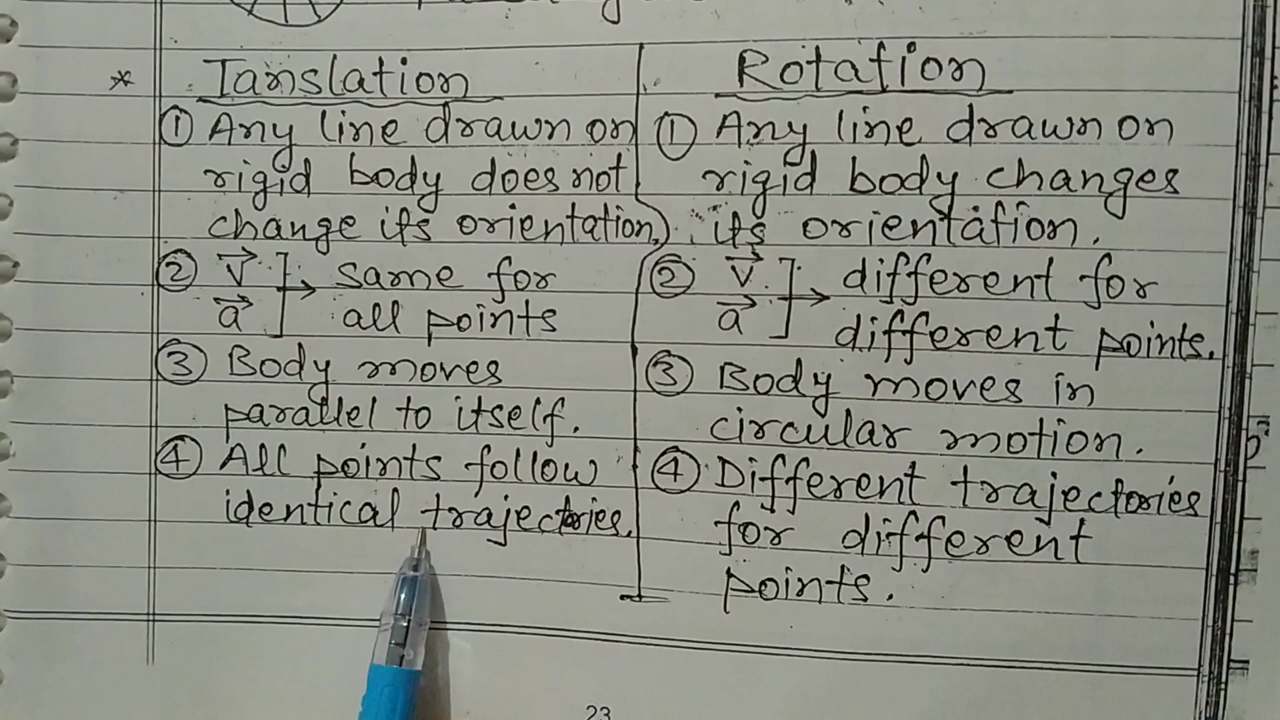 * Tanslation
① Any line drawn on
rigid body does not
change its orientation.
② v⃗ ] → same for
a⃗ all points
③ Body moves
parallel to itself.
④ All points follow
identical trajectories.
Rotation
① Any line drawn on
rigid body changes
its orientation.
② v⃗ ] → different for
a⃗ different points.
③ Body moves in
circular motion.
④ Different trajectories
for different
points.
23